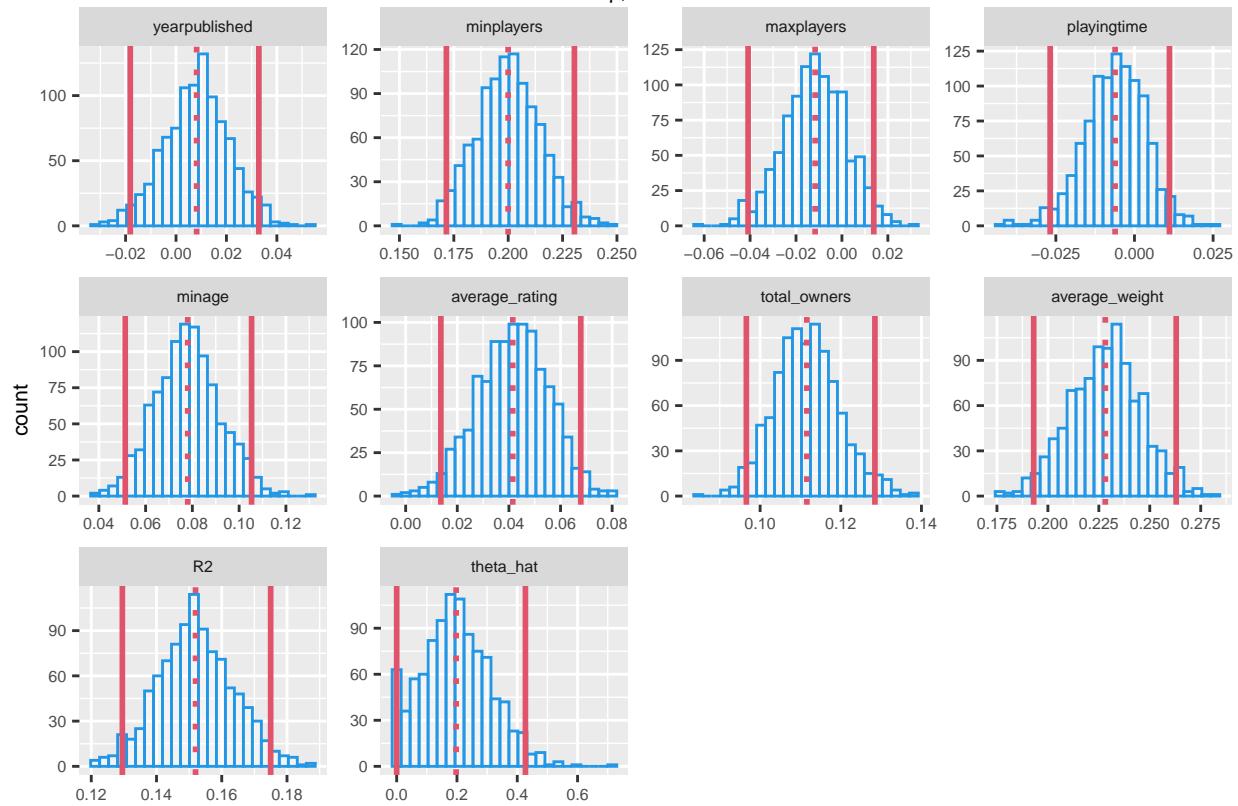 yearpublished minplayers maxplayers playingtime
100 50 0
120 90 60 30 0
125 100 75 50 25 0
125 100 75 50 25 0
−0.02 0.00 0.02 0.04
0.150 0.175 0.200 0.225 0.250
−0.06 −0.04 −0.02 0.00 0.02
−0.025 0.000 0.025
minage average_rating total_owners average_weight
100 75 50 25 0
100 75 50 25 0
90 60 30 0
90 60 30 0
count
0.04 0.06 0.08 0.10 0.12
0.00 0.02 0.04 0.06 0.08
0.10 0.12 0.14
0.175 0.200 0.225 0.250 0.275
R2 theta_hat
90 60 30 0
90 60 30 0
0.12 0.14 0.16 0.18
0.0 0.2 0.4 0.6